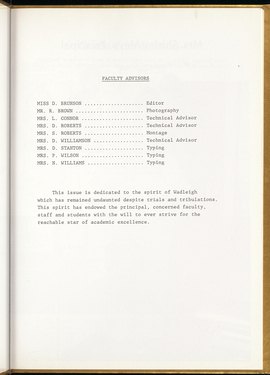 FACULTY ADVISORS
MISS D. BRUNSON .................... Editor
MR. R. BROWN .................... Photography
MRS. L. CONNOR .................... Technical Advisor
MRS. D. ROBERTS .................... Technical Advisor
MRS. S. ROBERTS .................... Montage
MRS. D. WILLIAMSON .................... Technical Advisor
MRS. D. STANTON .................... Typing
MRS. F. WILSON .................... Typing
MRS. N. WILLIAMS .................... Typing
This issue is dedicated to the spirit of Wadleigh
which has remained undaunted despite trials and tribulations.
This spirit has endowed the principal, concerned faculty,
staff and students with the will to ever strive for the
reachable star of academic excellence.